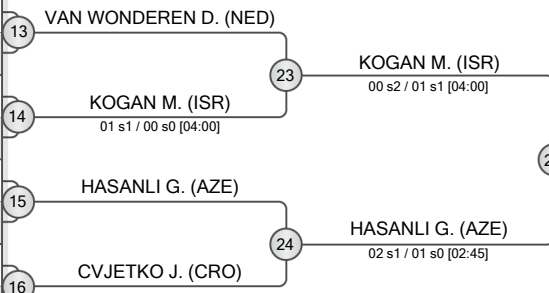 VAN WONDEREN D. (NED)
13
23
KOGAN M. (ISR)
00 s2 / 01 s1 [04:00]
KOGAN M. (ISR)
14
01 s1 / 00 s0 [04:00]
2
HASANLI G. (AZE)
15
24
HASANLI G. (AZE)
02 s1 / 01 s0 [02:45]
CVJETKO J. (CRO)
16